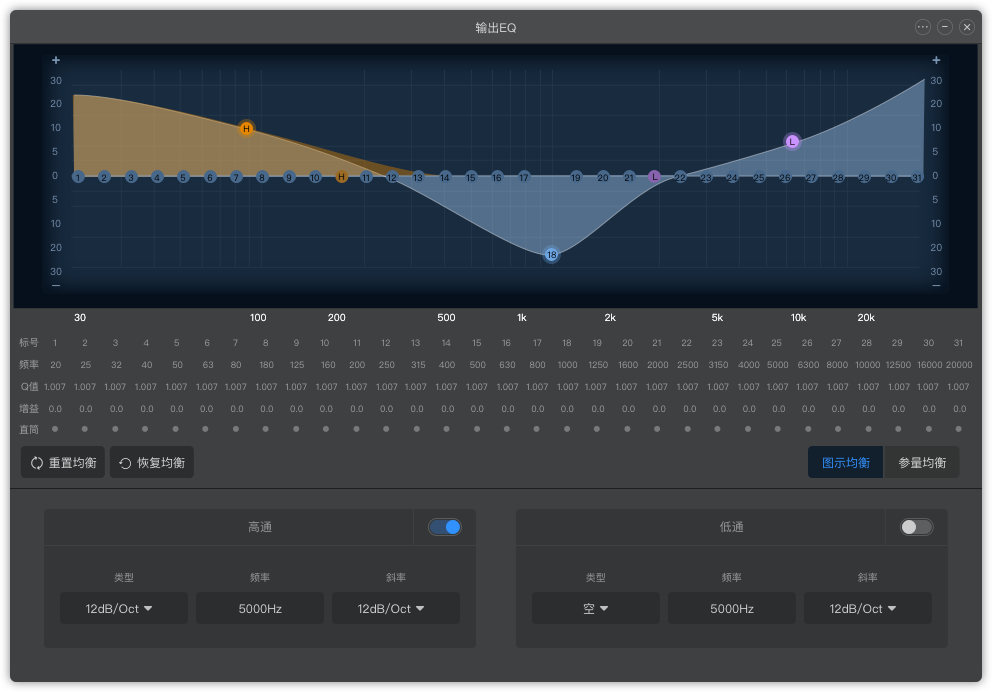 输出EQ
+ +
30 30
20 20
10 H 10
L
5 5
0 1 2 3 4 5 6 7 8 9 10 H 11 12 13 14 15 16 17 19 20 21 L 22 23 24 25 26 27 28 29 30 31 0
5 5
10 10
20 18 20
30 30
− −
30 100 200 500 1k 2k 5k 10k 20k
标号 1 2 3 4 5 6 7 8 9 10 11 12 13 14 15 16 17 18 19 20 21 22 23 24 25 26 27 28 29 30 31
频率 20 25 32 40 50 63 80 180 125 160 200 250 315 400 500 630 800 1000 1250 1600 2000 2500 3150 4000 5000 6300 8000 10000 12500 16000 20000
Q值 1.007 1.007 1.007 1.007 1.007 1.007 1.007 1.007 1.007 1.007 1.007 1.007 1.007 1.007 1.007 1.007 1.007 1.007 1.007 1.007 1.007 1.007 1.007 1.007 1.007 1.007 1.007 1.007 1.007 1.007 1.007
增益 0.0 0.0 0.0 0.0 0.0 0.0 0.0 0.0 0.0 0.0 0.0 0.0 0.0 0.0 0.0 0.0 0.0 0.0 0.0 0.0 0.0 0.0 0.0 0.0 0.0 0.0 0.0 0.0 0.0 0.0 0.0
直筒
重置均衡 恢复均衡 图示均衡 参量均衡
高通 低通
类型 频率 斜率 类型 频率 斜率
12dB/Oct 5000Hz 12dB/Oct 空 5000Hz 12dB/Oct